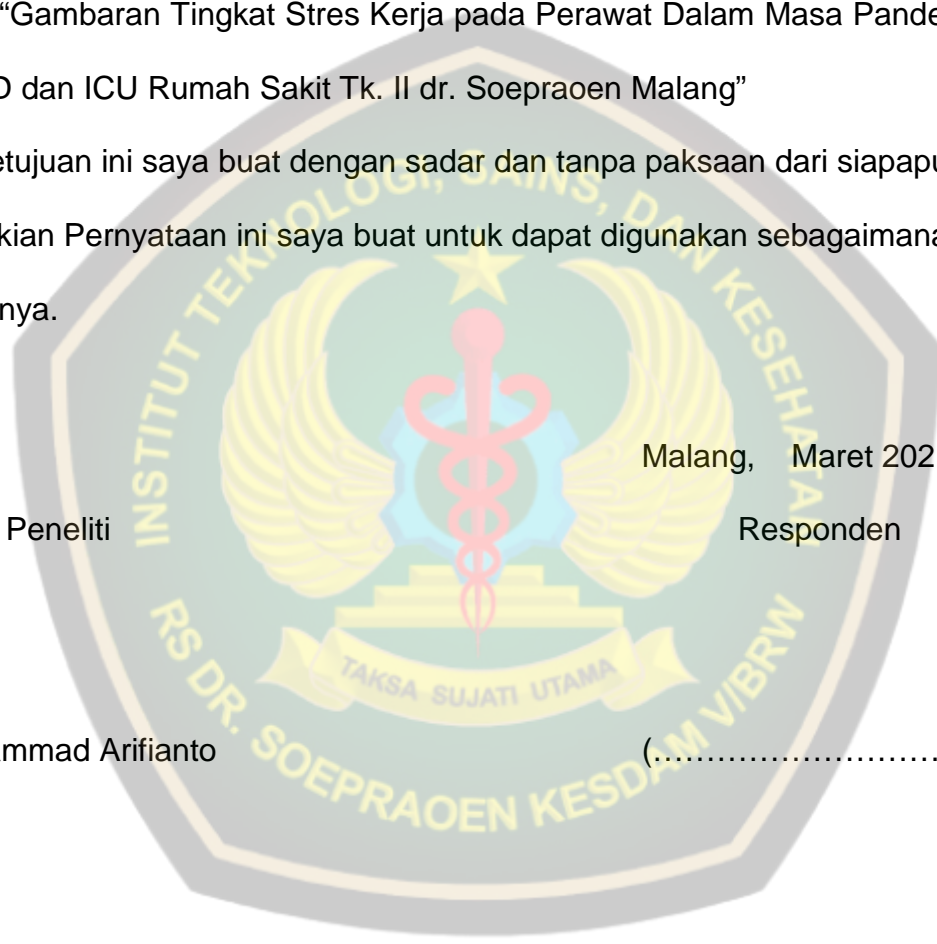 “Gambaran Tingkat Stres Kerja pada Perawat Dalam Masa Pande
D dan ICU Rumah Sakit Tk. II dr. Soepraoen Malang”
etujuan ini saya buat dengan sadar dan tanpa paksaan dari siapapu
kian Pernyataan ini saya buat untuk dapat digunakan sebagaimana
nya.
Malang, Maret 202
Peneliti Responden
mmad Arifianto (……………………….
INSTITUT TEKNOLOGI, SAINS, DAN KESEHATAN
TAKSA SUJATI UTAMA
RS DR. SOEPRAOEN KESDAM V/BRW